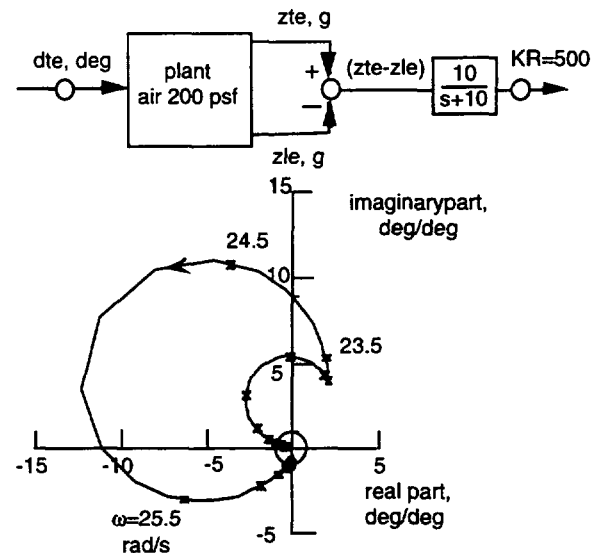 zte, g
dte, deg
plant
air 200 psf
+
(zte-zle)
−
10
s+10
KR=500
zle, g
15
imaginarypart,
deg/deg
24.5
10
23.5
5
-15
-10
-5
5
real part,
deg/deg
ω=25.5
rad/s
-5